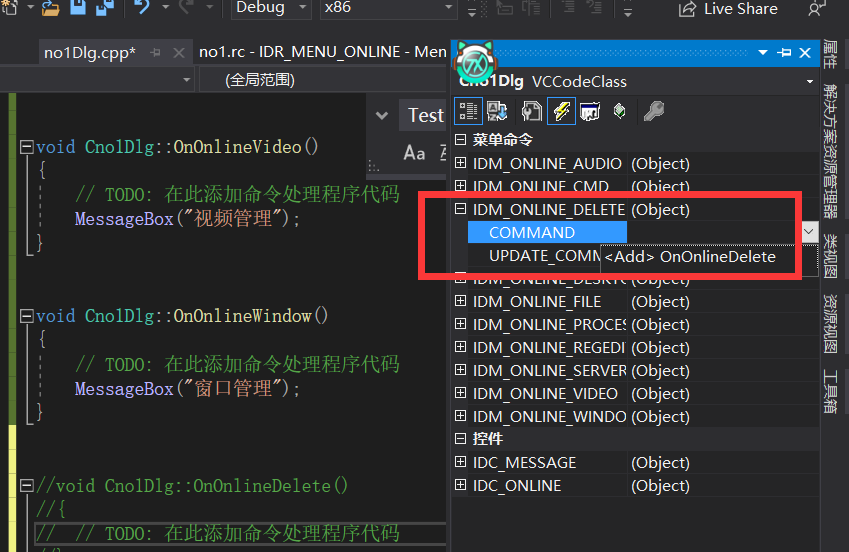 Debug
x86
Live Share
no1Dlg.cpp*
no1.rc - IDR_MENU_ONLINE - Men
(全局范围)
void Cno1Dlg::OnOnlineVideo()
{
// TODO: 在此添加命令处理程序代码
MessageBox("视频管理");
}
void Cno1Dlg::OnOnlineWindow()
{
// TODO: 在此添加命令处理程序代码
MessageBox("窗口管理");
}
//void Cno1Dlg::OnOnlineDelete()
//{
// // TODO: 在此添加命令处理程序代码
Test
Aa
Cno1Dlg VCCodeClass
菜单命令
IDM_ONLINE_AUDIO (Object)
IDM_ONLINE_CMD (Object)
IDM_ONLINE_DELETE (Object)
COMMAND
UPDATE_COMM
<Add> OnOnlineDelete
IDM_ONLINE_DESKTO (Object)
IDM_ONLINE_FILE (Object)
IDM_ONLINE_PROCES (Object)
IDM_ONLINE_REGEDI (Object)
IDM_ONLINE_SERVER (Object)
IDM_ONLINE_VIDEO (Object)
IDM_ONLINE_WINDO (Object)
控件
IDC_MESSAGE (Object)
IDC_ONLINE (Object)
属性
解决方案资源管理器
类视图
资源视图
工具箱